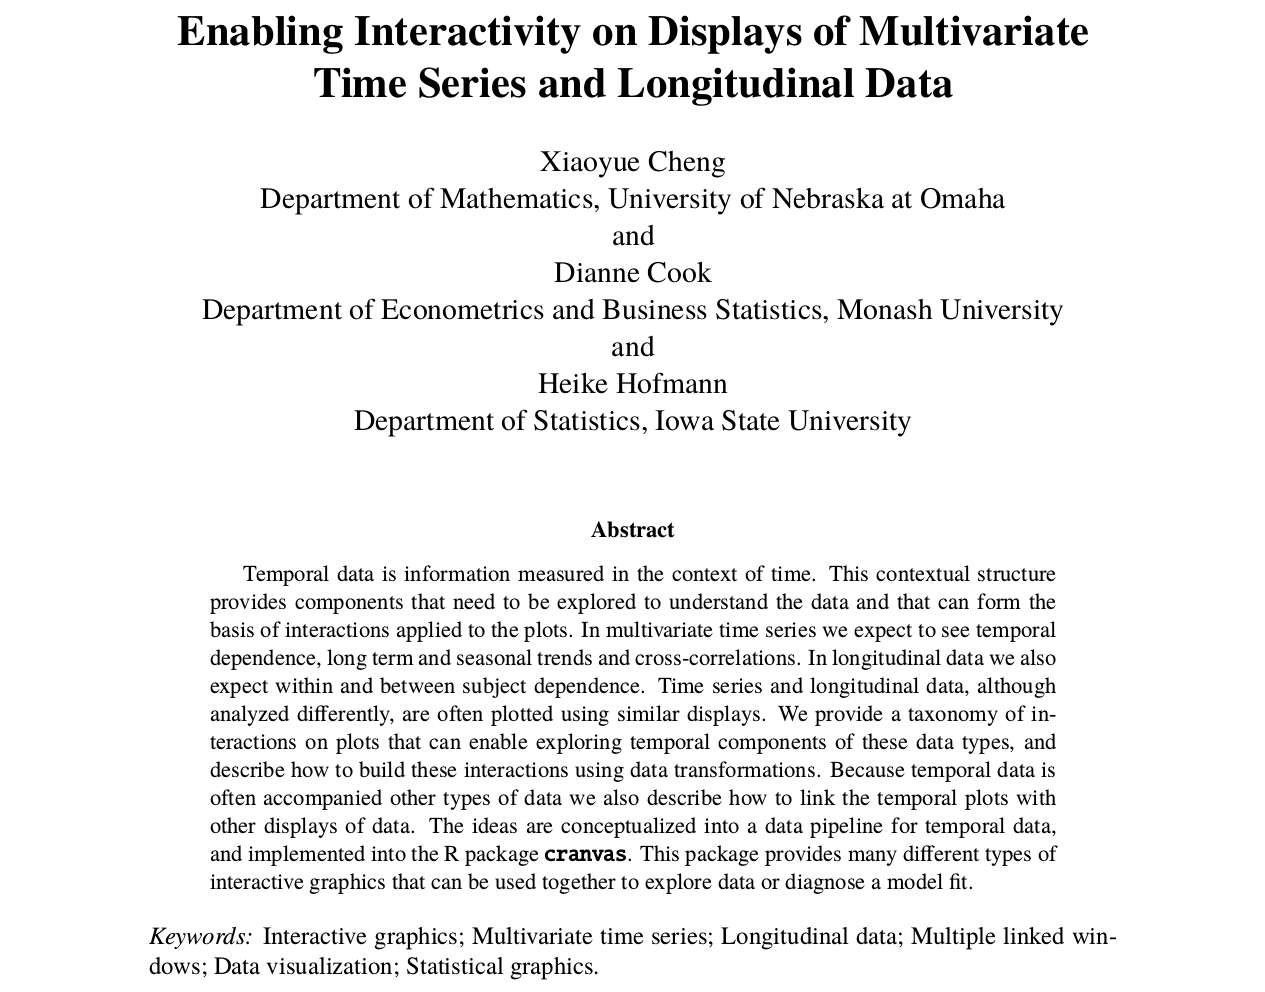 Enabling Interactivity on Displays of Multivariate
Time Series and Longitudinal Data
Xiaoyue Cheng
Department of Mathematics, University of Nebraska at Omaha
and
Dianne Cook
Department of Econometrics and Business Statistics, Monash University
and
Heike Hofmann
Department of Statistics, Iowa State University
Abstract
Temporal data is information measured in the context of time. This contextual structure
provides components that need to be explored to understand the data and that can form the
basis of interactions applied to the plots. In multivariate time series we expect to see temporal
dependence, long term and seasonal trends and cross-correlations. In longitudinal data we also
expect within and between subject dependence. Time series and longitudinal data, although
analyzed differently, are often plotted using similar displays. We provide a taxonomy of in-
teractions on plots that can enable exploring temporal components of these data types, and
describe how to build these interactions using data transformations. Because temporal data is
often accompanied other types of data we also describe how to link the temporal plots with
other displays of data. The ideas are conceptualized into a data pipeline for temporal data,
and implemented into the R package cranvas. This package provides many different types of
interactive graphics that can be used together to explore data or diagnose a model fit.
Keywords: Interactive graphics; Multivariate time series; Longitudinal data; Multiple linked win-
dows; Data visualization; Statistical graphics.